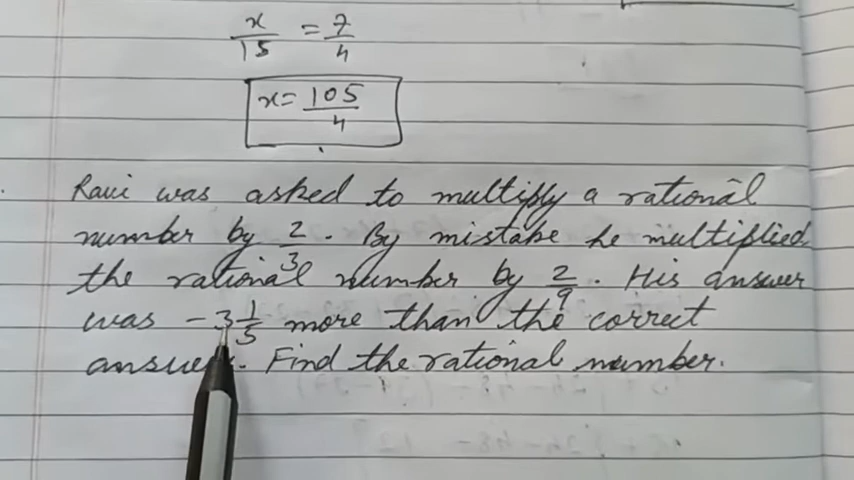 x/15 = 7/4
x = 105/4
Ravi was asked to multiply a rational
number by 2/3. By mistake he multiplied
the rational number by 2/9. His answer
was -3 1/5 more than the correct
answer. Find the rational number.